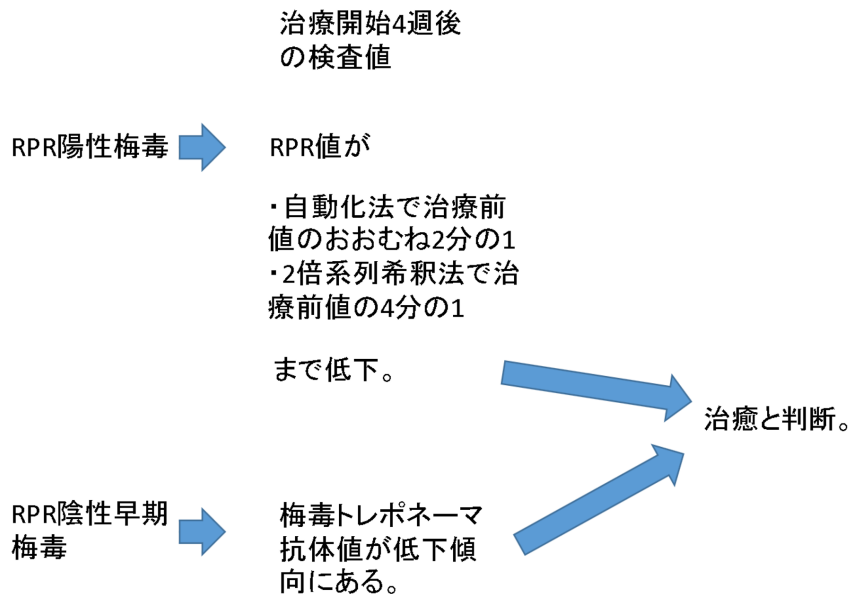 治療開始4週後
の検査値
RPR陽性梅毒
RPR値が
・自動化法で治療前
値のおおむね2分の1
・2倍系列希釈法で治
療前値の4分の1
まで低下。
治癒と判断。
RPR陰性早期
梅毒
梅毒トレポネーマ
抗体値が低下傾
向にある。